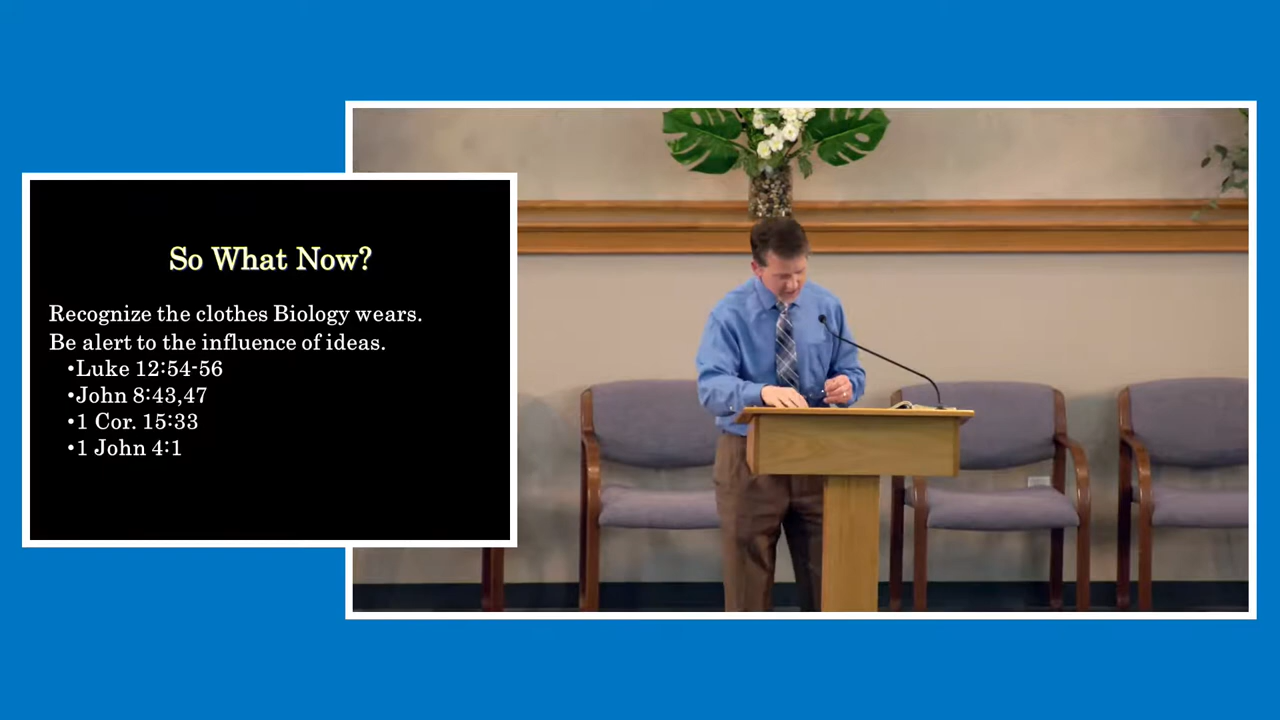 So What Now?
Recognize the clothes Biology wears.
Be alert to the influence of ideas.
•Luke 12:54-56
•John 8:43,47
•1 Cor. 15:33
•1 John 4:1